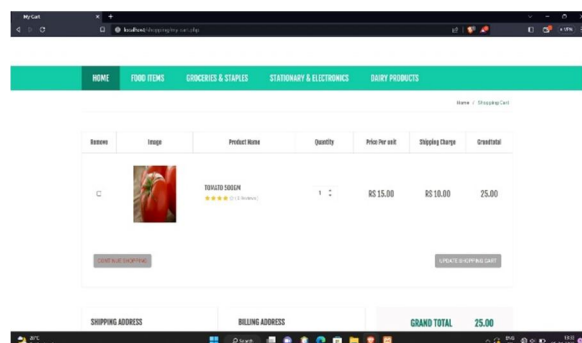 My Cart
localhost/shopping/my-cart.php
HOME FOOD ITEMS GROCERIES & STAPLES STATIONARY & ELECTRONICS DAIRY PRODUCTS
Home / Shopping Cart
Remove Image Product Name Quantity Price Per unit Shipping Charge Grandtotal
TOMATO 500GM
1 RS 15.00 RS 10.00 25.00
CONTINUE SHOPPING UPDATE SHOPPING CART
SHIPPING ADDRESS BILLING ADDRESS GRAND TOTAL 25.00
Search